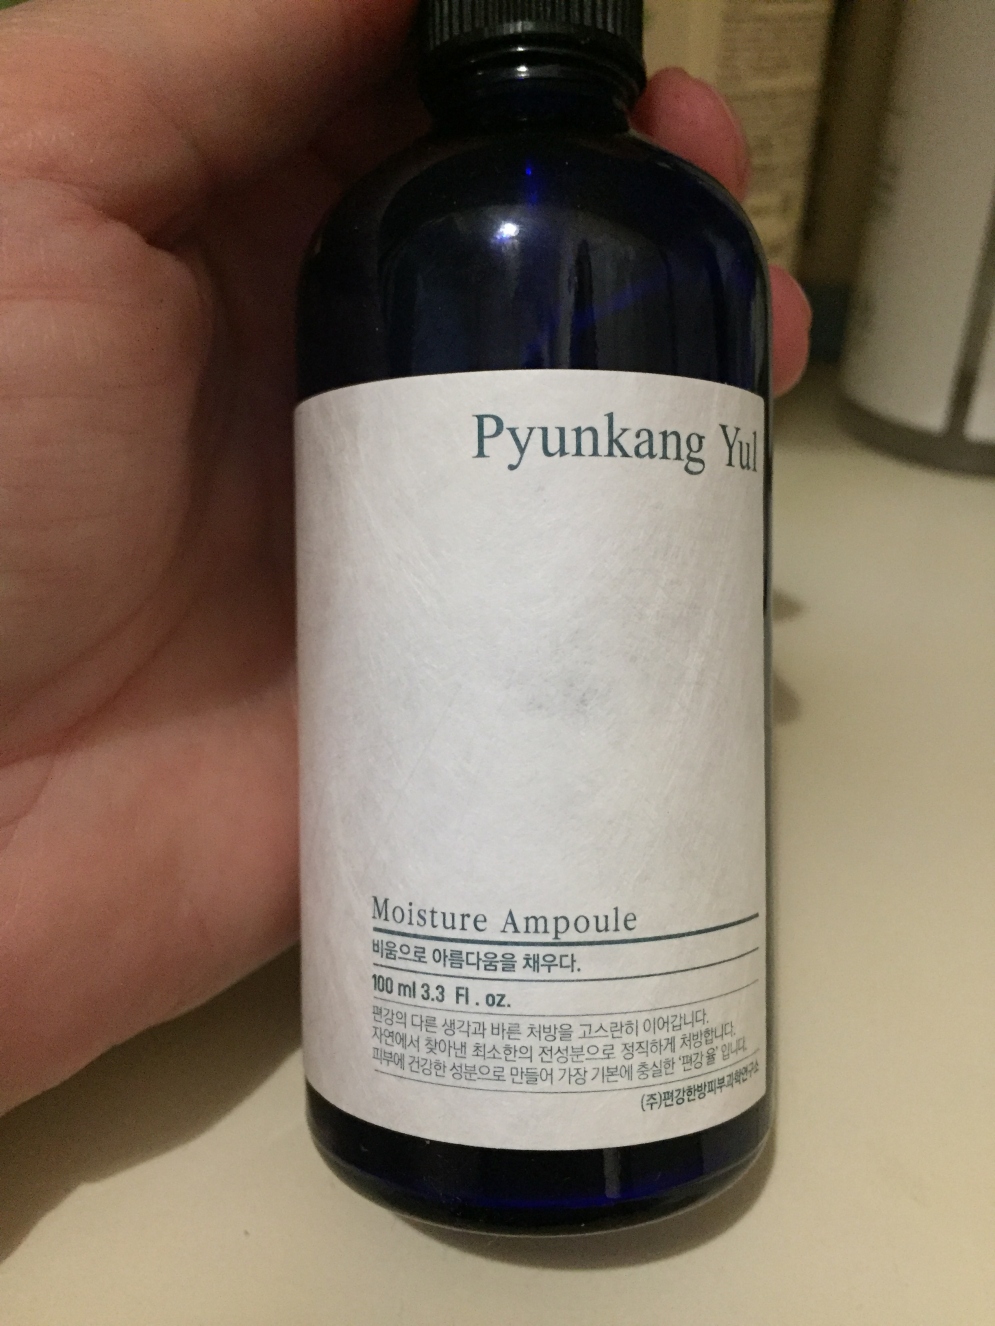 Pyunkang Yul
Moisture Ampoule
비움으로 아름다움을 채우다.
100 ml 3.3 Fl . oz.
편강의 다른 생각과 바른 처방을 고스란히 이어갑니다.
자연에서 찾아낸 최소한의 전성분으로 정직하게 처방합니다.
피부에 건강한 성분으로 만들어 가장 기본에 충실한 '편강율'입니다.
(주)편강한방피부과학연구소